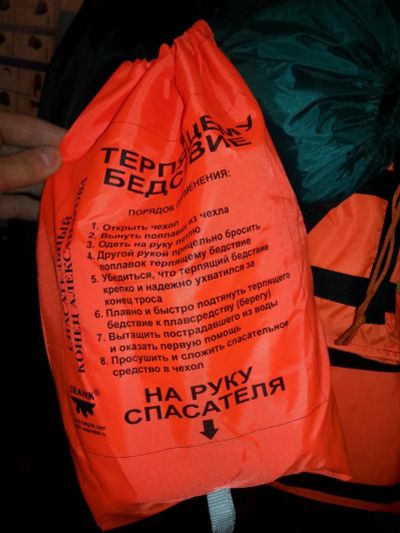 ТЕРПЯЩЕМУ
БЕДСТВИЕ
ПОРЯДОК ПРИМЕНЕНИЯ:
1. Открыть чехол
2. Вынуть поплавки из чехла
3. Одеть на руку петлю
4. Другой рукой прицельно бросить
поплавок терпящему бедствие
5. Убедиться, что терпящий бедствие
крепко и надежно ухватился за
конец троса
6. Плавно и быстро подтянуть терпящего
бедствие к плавсредству (берегу)
7. Вытащить пострадавшего из воды
и оказать первую помощь
8. Просушить и сложить спасательное
средство в чехол
НА РУКУ
СПАСАТЕЛЯ
КОНЕЦ АЛЕКСАНДРОВА